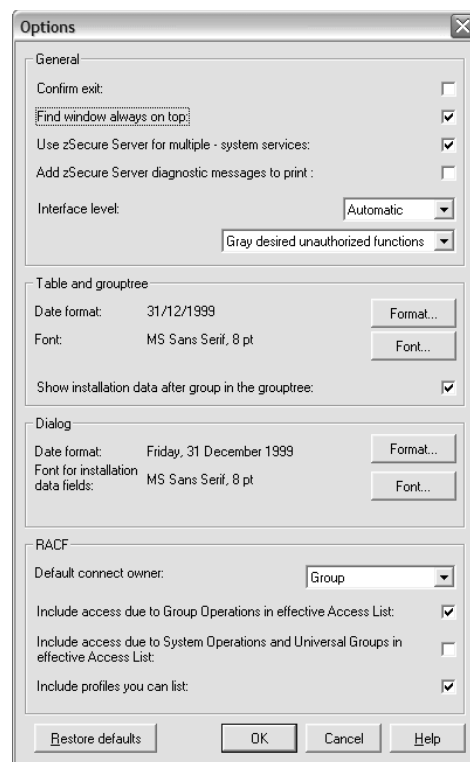 Options
General
Confirm exit:
Find window always on top:
Use zSecure Server for multiple - system services:
Add zSecure Server diagnostic messages to print :
Interface level: Automatic
Gray desired unauthorized functions
Table and grouptree
Date format: 31/12/1999 Format...
Font: MS Sans Serif, 8 pt Font...
Show installation data after group in the grouptree:
Dialog
Date format: Friday, 31 December 1999 Format...
Font for installation
data fields: MS Sans Serif, 8 pt Font...
RACF
Default connect owner: Group
Include access due to Group Operations in effective Access List:
Include access due to System Operations and Universal Groups in
effective Access List:
Include profiles you can list:
Restore defaults OK Cancel Help